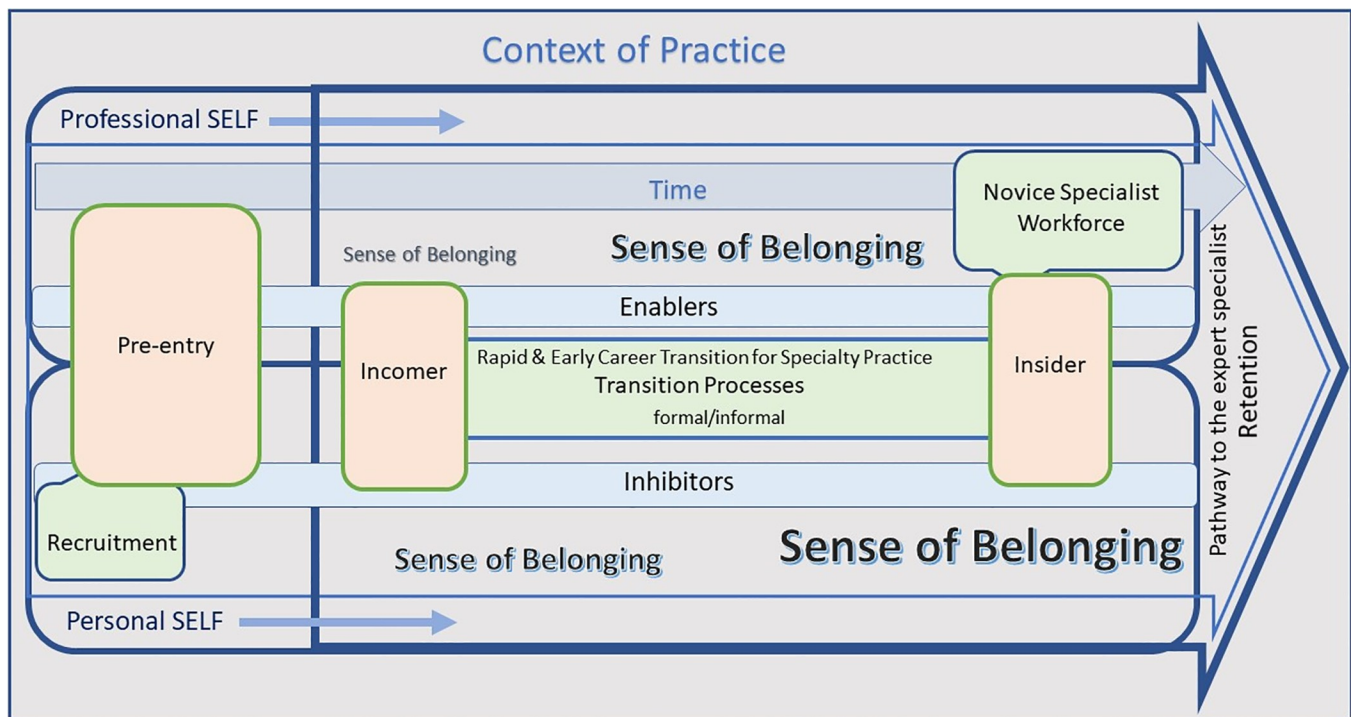 Context of Practice
Professional SELF
Time
Novice Specialist
Workforce
Sense of Belonging
Sense of Belonging
Enablers
Pre-entry
Incomer
Rapid & Early Career Transition for Specialty Practice
Transition Processes
formal/informal
Insider
Pathway to the expert specialist
Retention
Inhibitors
Recruitment
Sense of Belonging
Sense of Belonging
Personal SELF